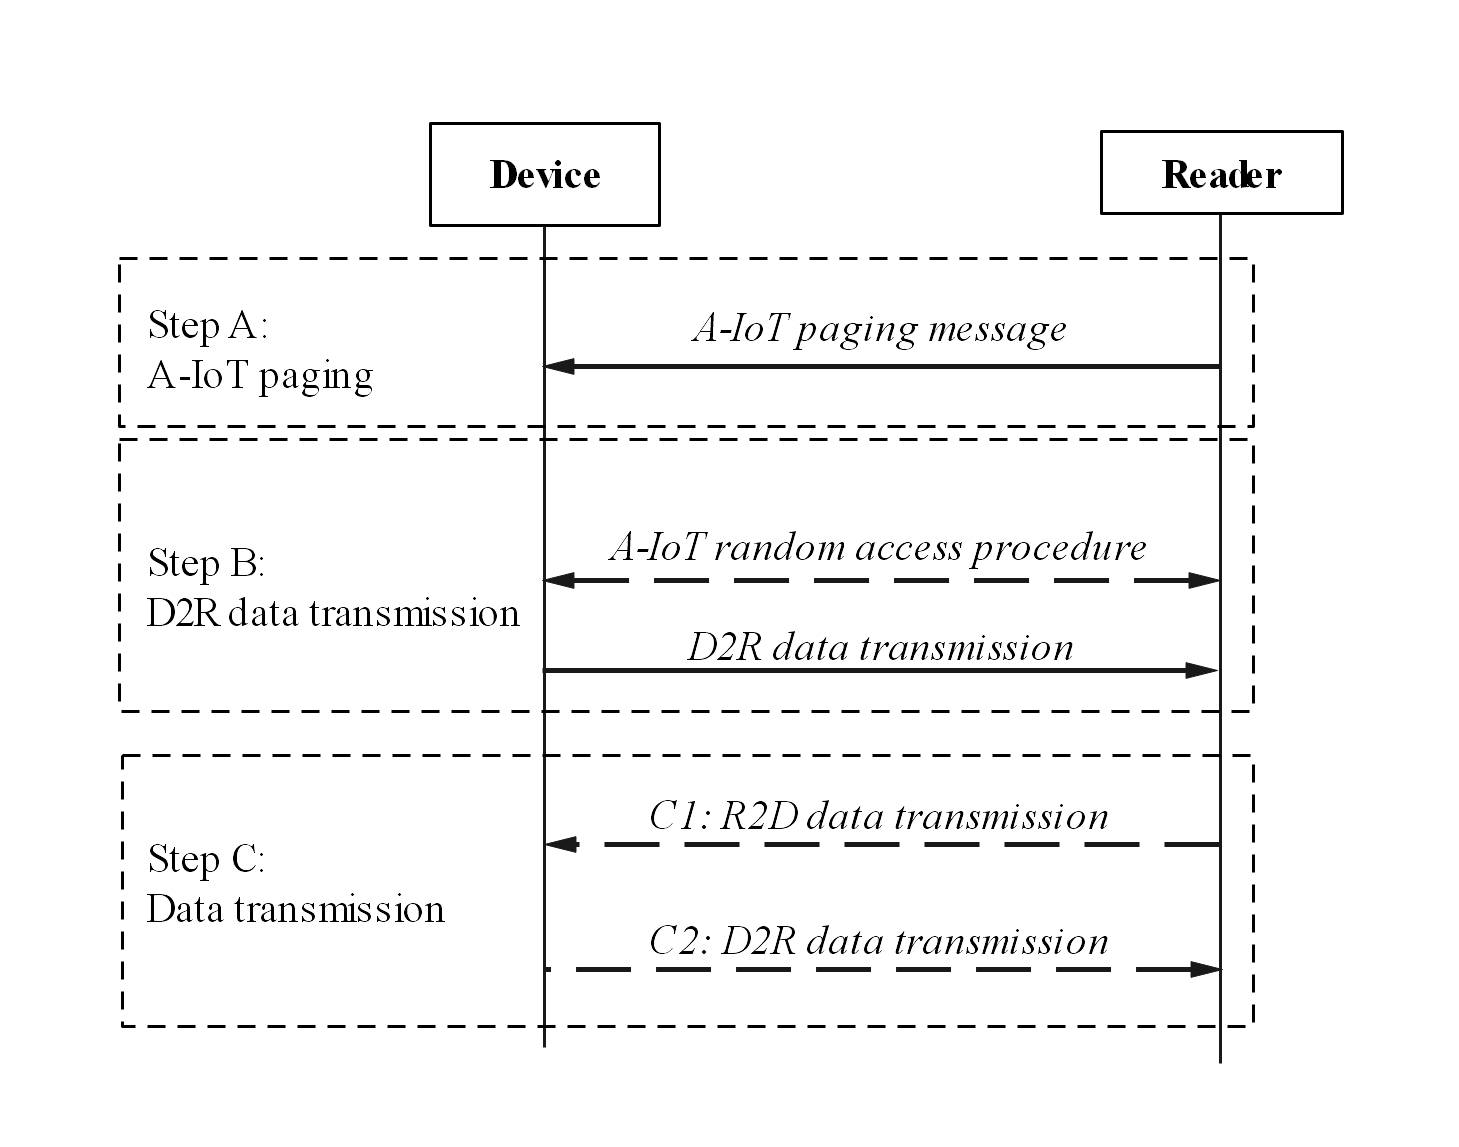 Device
Reader
Step A:
A-IoT paging
A-IoT paging message
Step B:
D2R data transmission
A-IoT random access procedure
D2R data transmission
Step C:
Data transmission
C1: R2D data transmission
C2: D2R data transmission